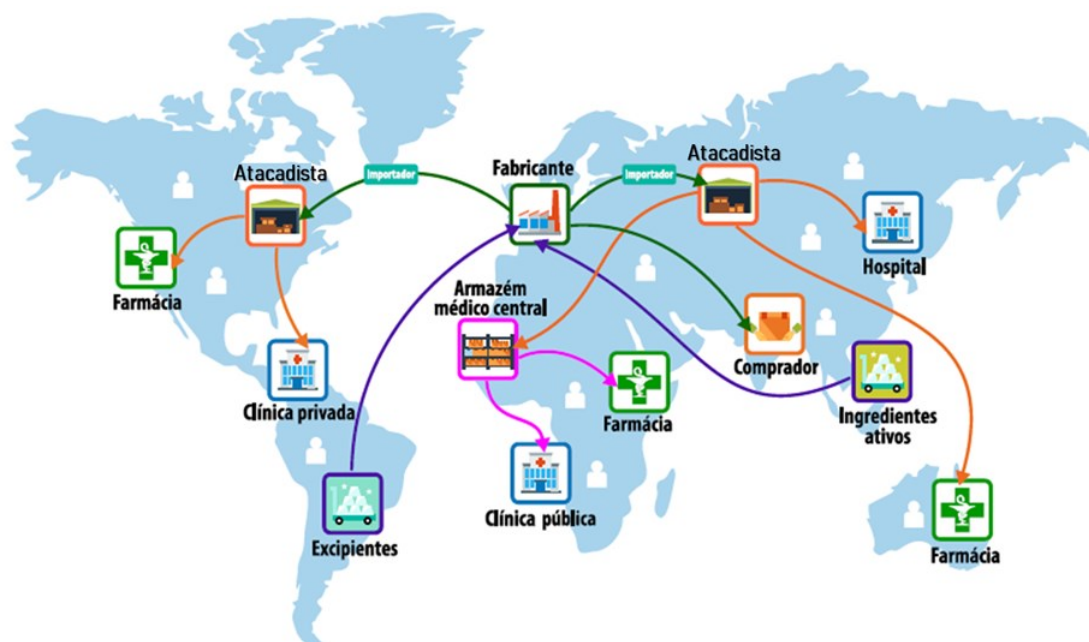 Atacadista
Importador
Fabricante
Importador
Atacadista
Farmácia
Hospital
Armazém
médico central
Clínica privada
Comprador
Farmácia
Ingredientes
ativos
Excipientes
Clínica pública
Farmácia